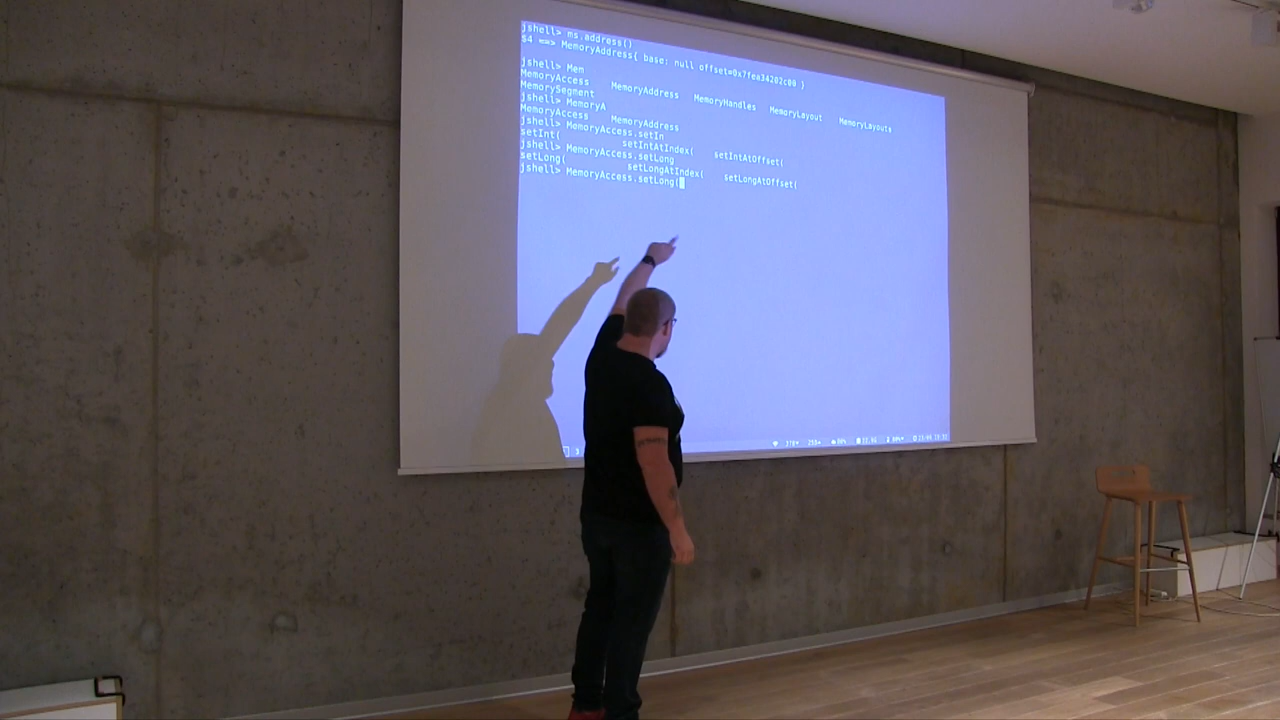 jshell> ms.address()
$4 ==> MemoryAddress{ base: null offset=0x7fea34202c00 }
jshell> Mem
MemoryAccess MemoryAddress MemoryHandles MemoryLayout MemoryLayouts
MemorySegment
jshell> MemoryA
MemoryAccess MemoryAddress
jshell> MemoryAccess.setIn
setInt( setIntAtIndex( setIntAtOffset(
jshell> MemoryAccess.setLong
setLong( setLongAtIndex( setLongAtOffset(
jshell> MemoryAccess.setLong(